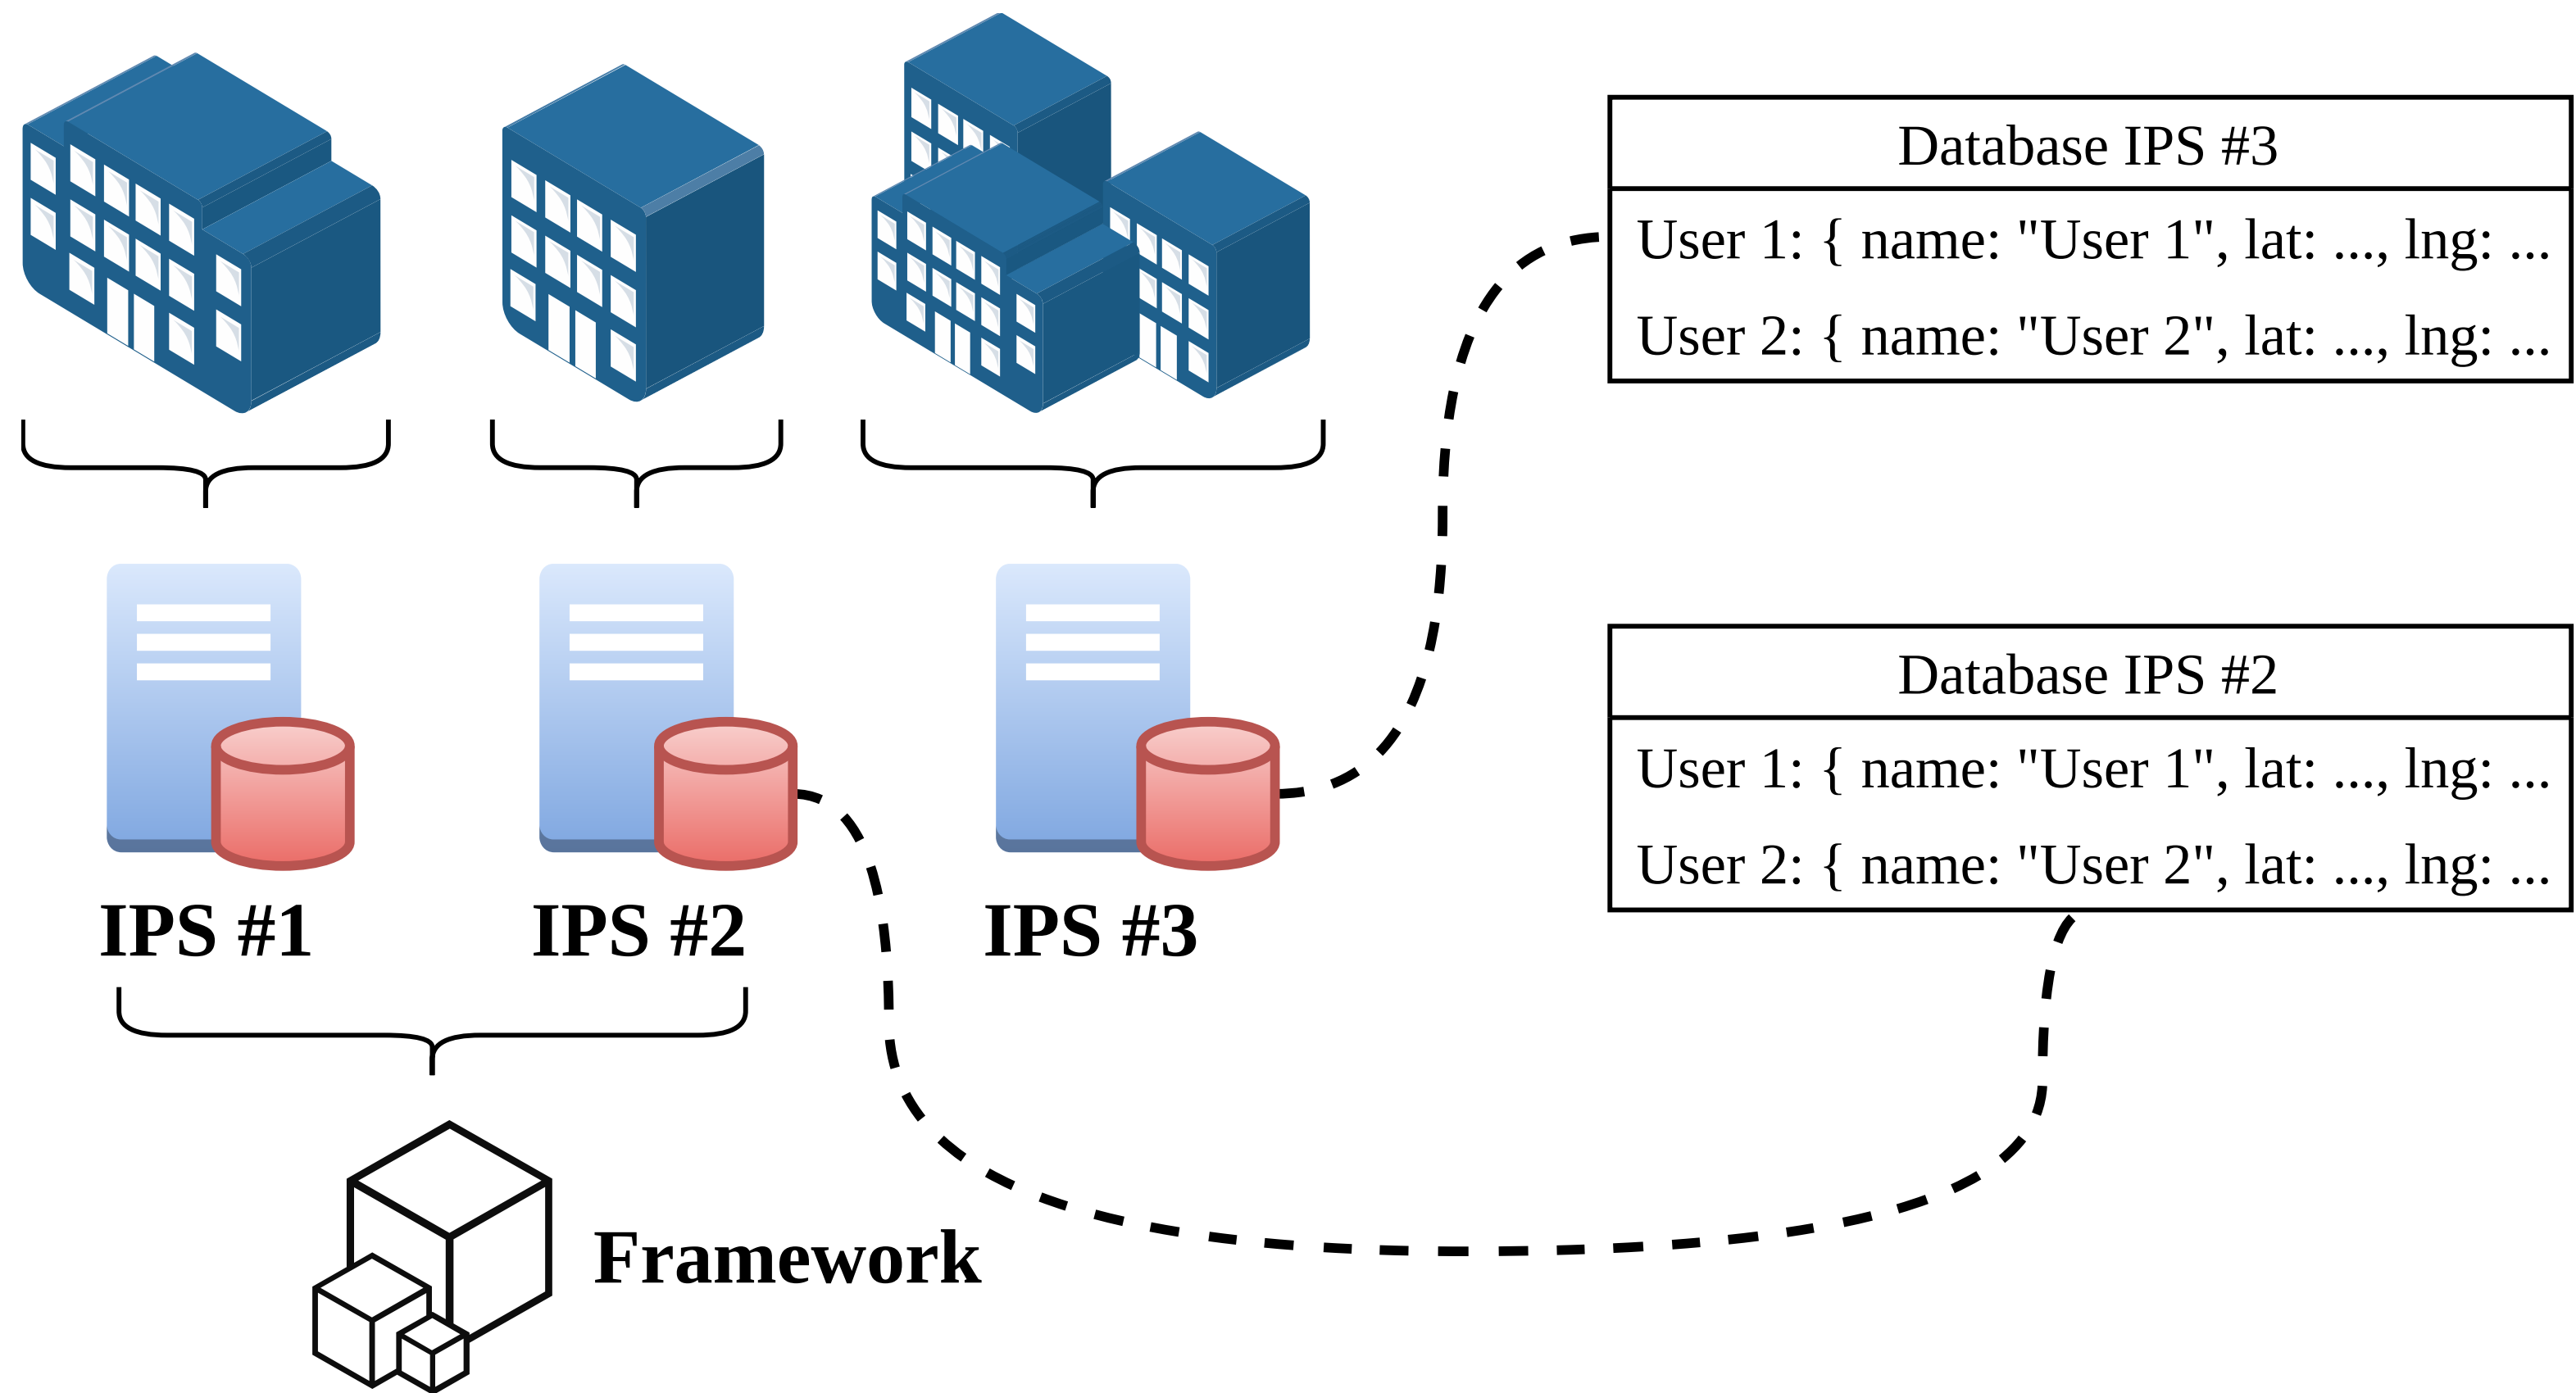 Database IPS #3
User 1: { name: "User 1", lat: ..., lng: ...
User 2: { name: "User 2", lat: ..., lng: ...
Database IPS #2
User 1: { name: "User 1", lat: ..., lng: ...
User 2: { name: "User 2", lat: ..., lng: ...
IPS #1
IPS #2
IPS #3
Framework